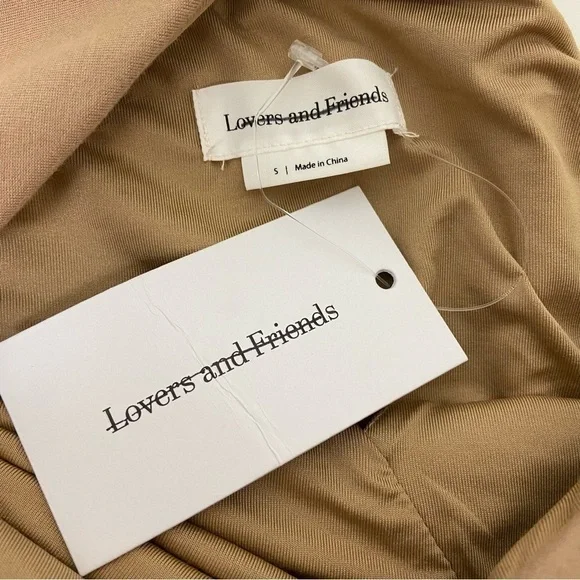 Lovers and Friends
S | Made in China
Lovers and Friends